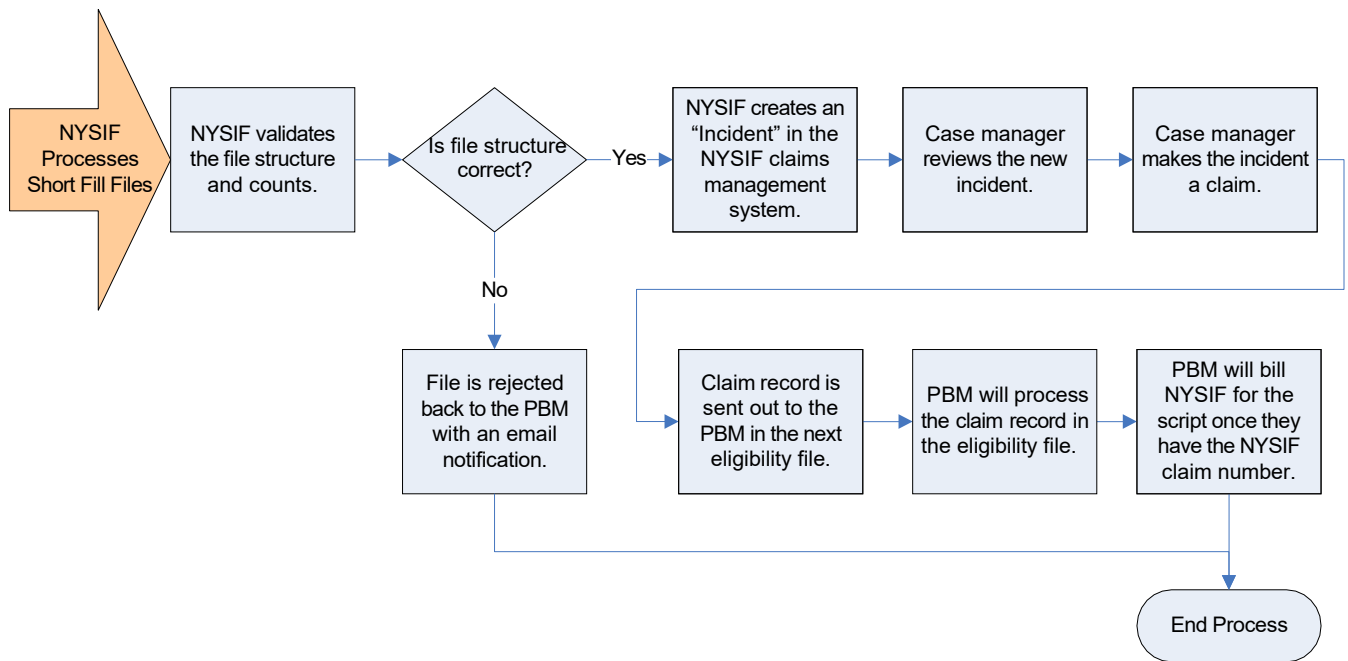 NYSIF
Processes
Short Fill Files
NYSIF validates
the file structure
and counts.
Is file structure
correct?
Yes
NYSIF creates an
“Incident” in the
NYSIF claims
management
system.
Case manager
reviews the new
incident.
Case manager
makes the incident
a claim.
No
File is rejected
back to the PBM
with an email
notification.
Claim record is
sent out to the
PBM in the next
eligibility file.
PBM will process
the claim record in
the eligibility file.
PBM will bill
NYSIF for the
script once they
have the NYSIF
claim number.
End Process